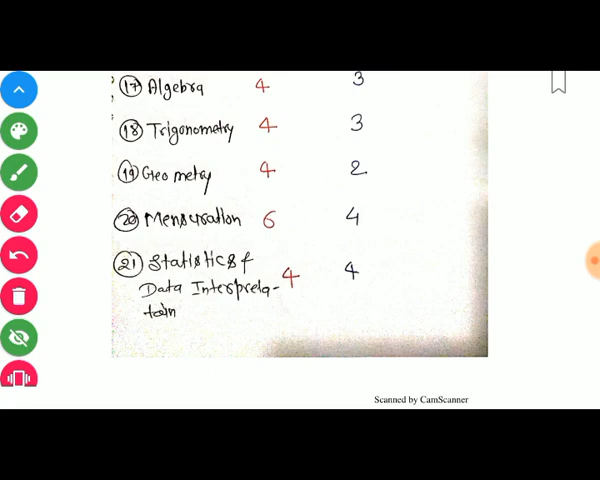 17 Algebra 4 3
18 Trigonometry 4 3
19 Geometry 4 2
20 Mensuration 6 4
21 Statistics &
Data Interpreta- 4 4
tain
Scanned by CamScanner